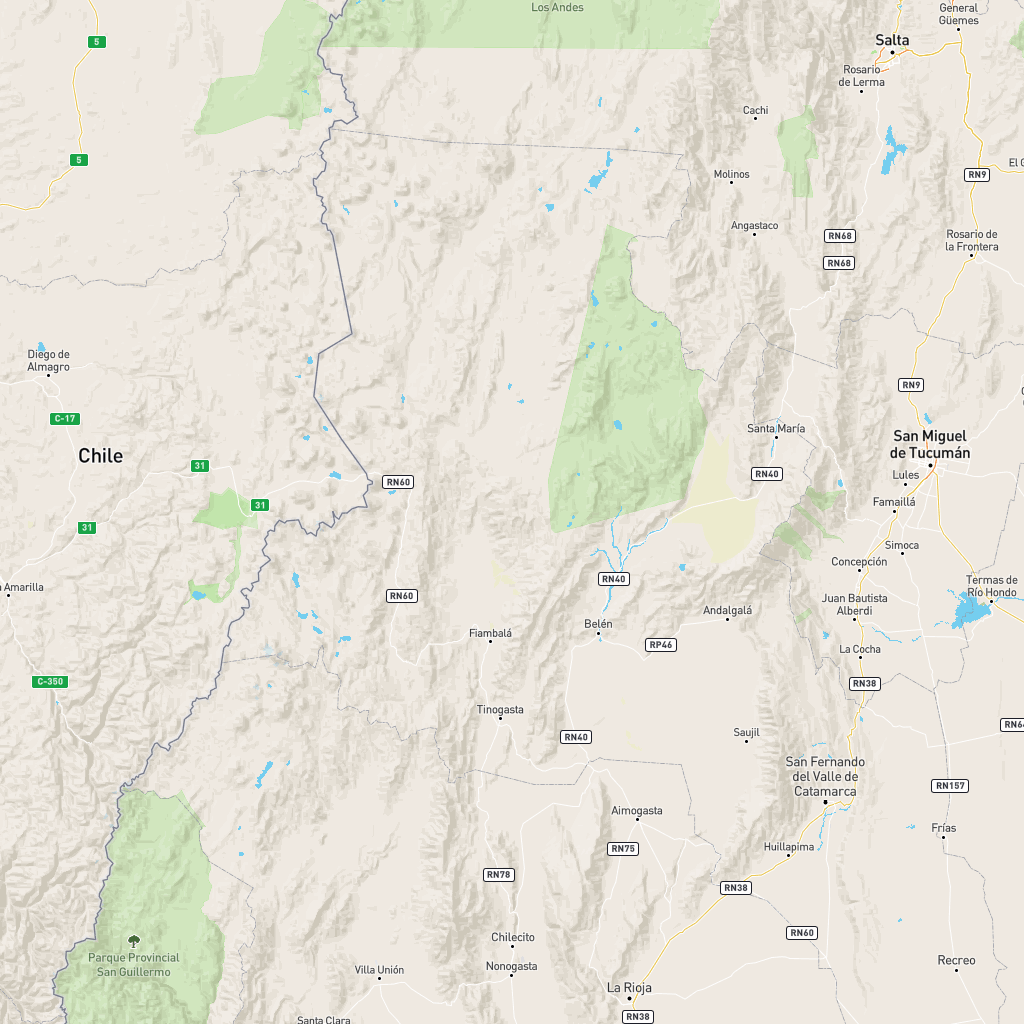 Los Andes
General
Güemes
5
Salta
Rosario
de Lerma
Cachi
5
El
RN9
Molinos
Angastaco
RN68
Rosario de
la Frontera
RN68
Diego de
Almagro
RN9
C-17
Santa María
San Miguel
de Tucumán
Chile
31
RN40
Lules
RN60
31
Famaillá
31
Simoca
Concepción
RN40
Termas de
Río Hondo
Amarilla
RN60
Juan Bautista
Alberdi
Andalgalá
Belén
Fiambalá
RP46
La Cocha
C-350
RN38
Tinogasta
RN64
Saujil
RN40
San Fernando
del Valle de
Catamarca
RN157
Aimogasta
Frías
RN75
Huillapima
RN78
RN38
RN60
Chilecito
Parque Provincial
San Guillermo
Villa Unión
Nonogasta
Recreo
La Rioja
Santa Clara
RN38